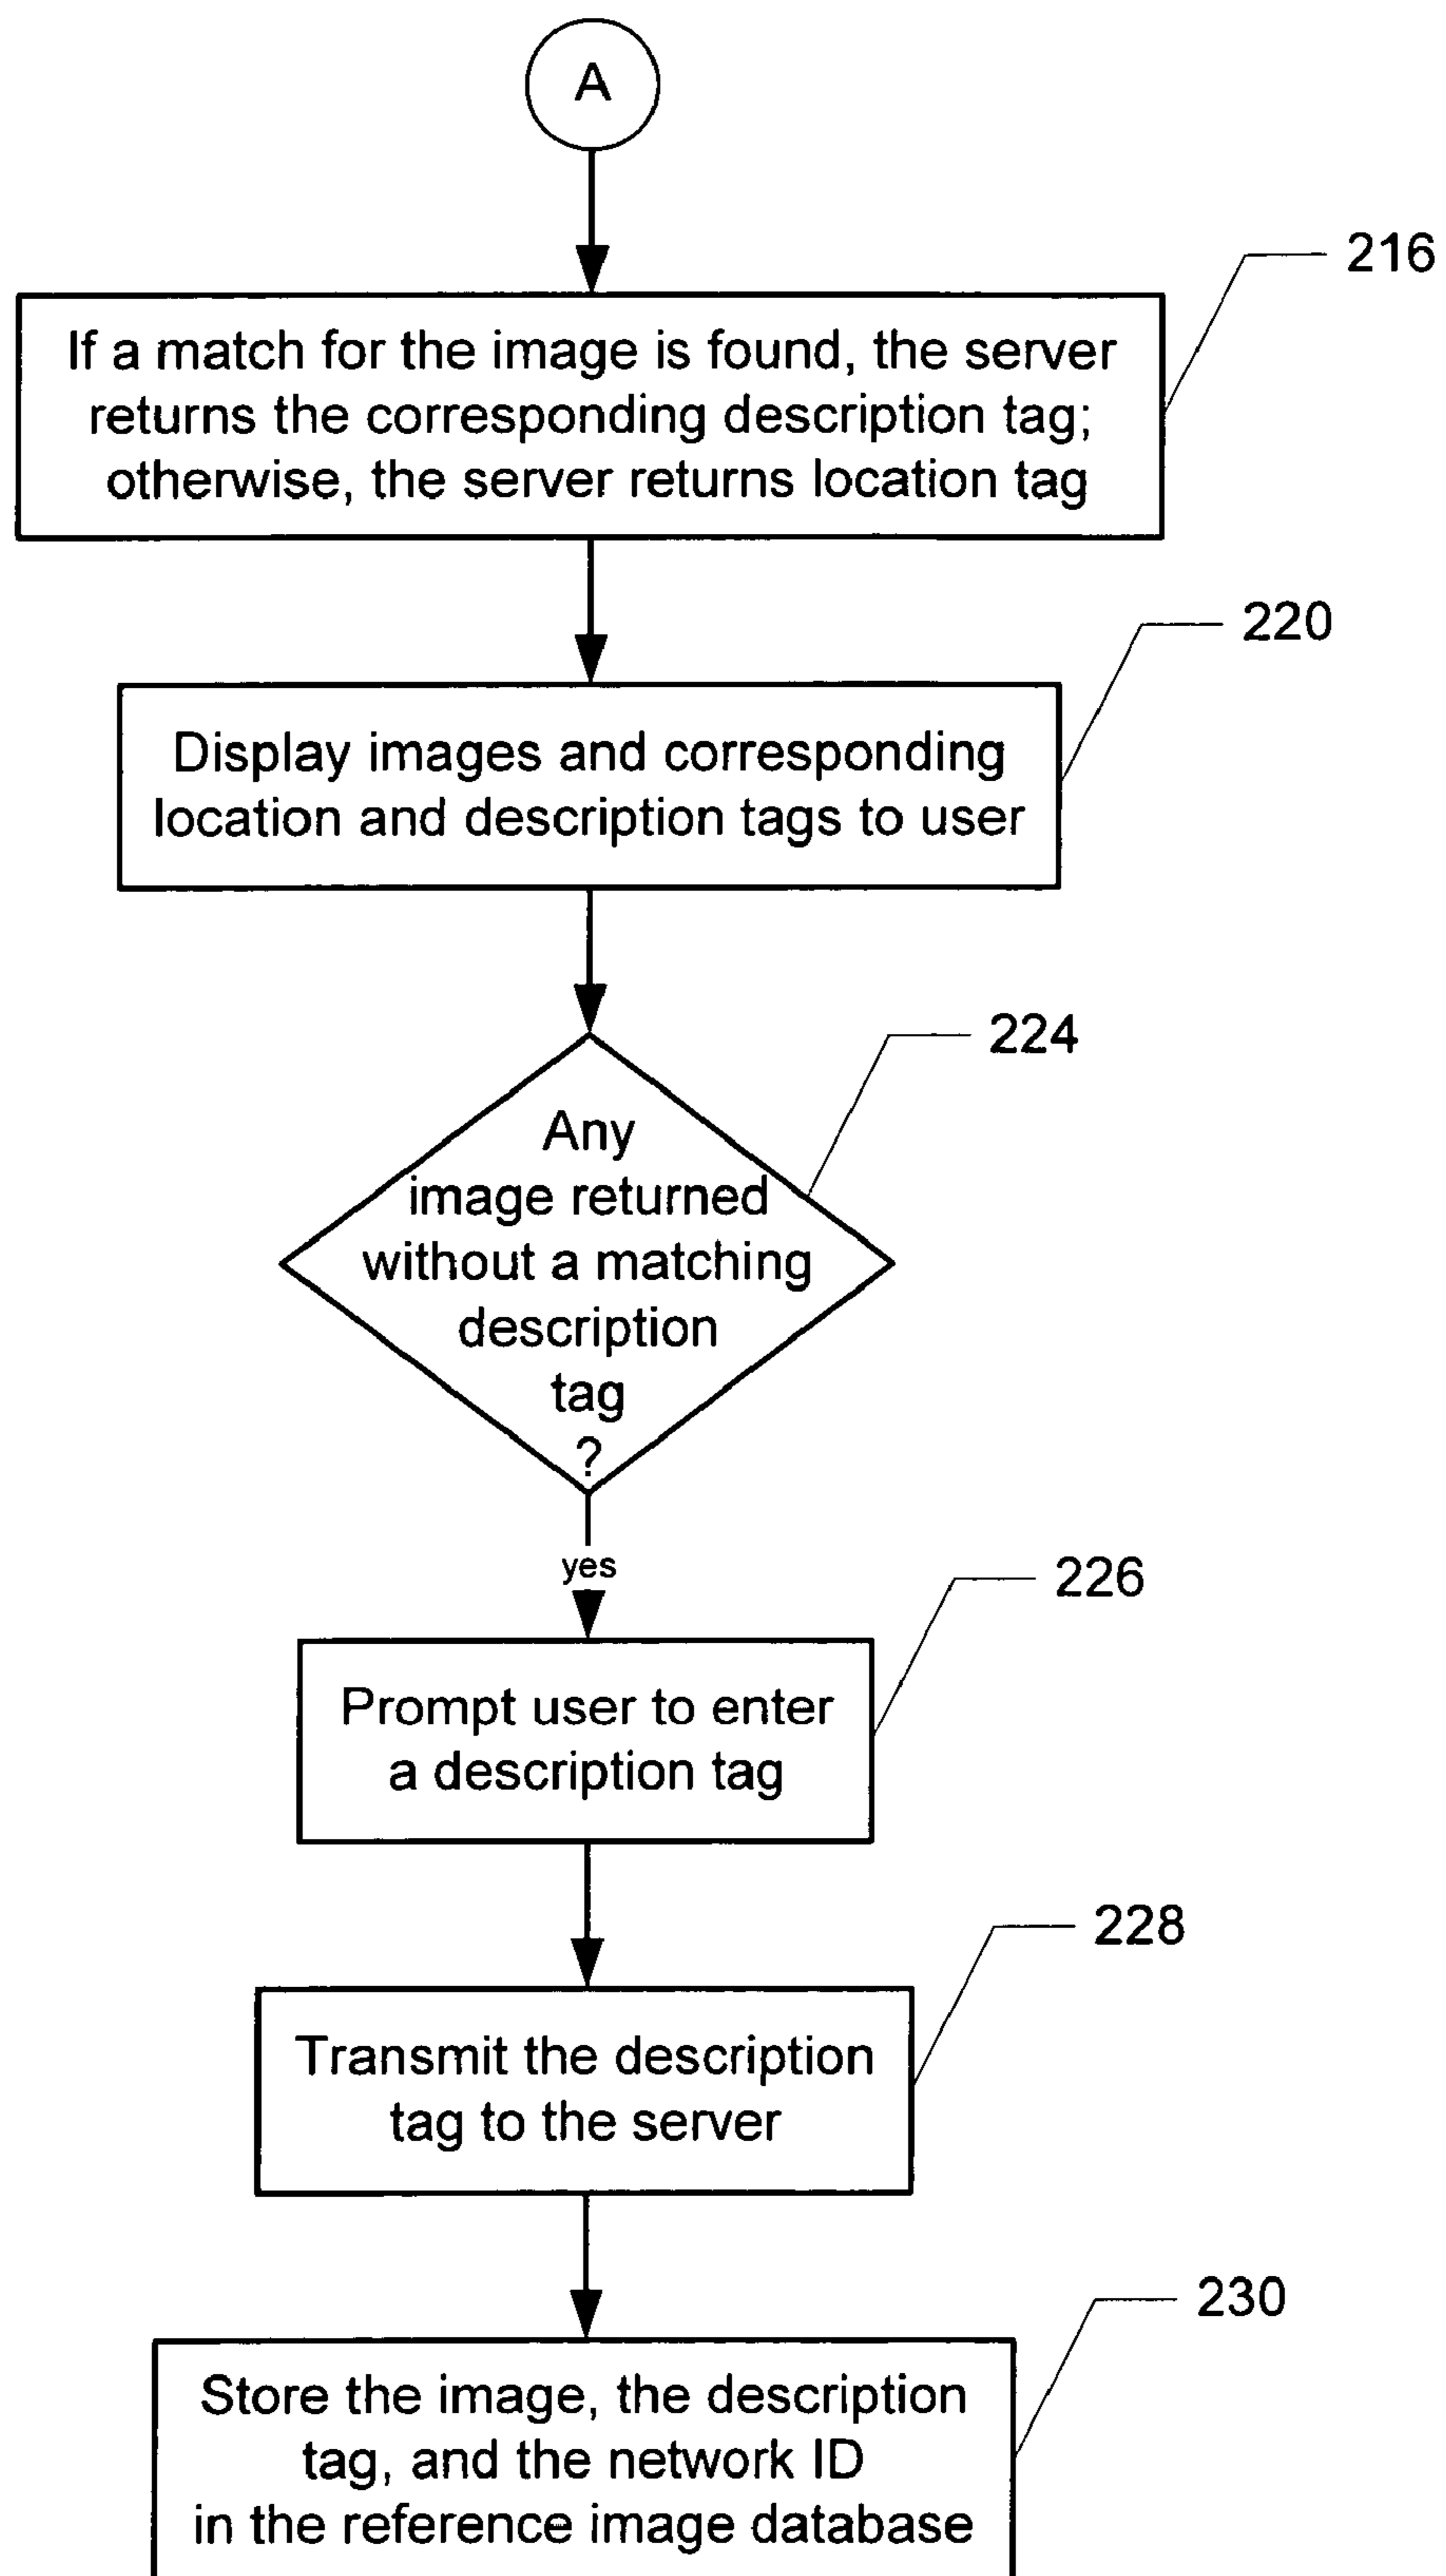 A
216
If a match for the image is found, the server
returns the corresponding description tag;
otherwise, the server returns location tag
220
Display images and corresponding
location and description tags to user
224
Any
image returned
without a matching
description
tag
?
yes
226
Prompt user to enter
a description tag
228
Transmit the description
tag to the server
230
Store the image, the description
tag, and the network ID
in the reference image database